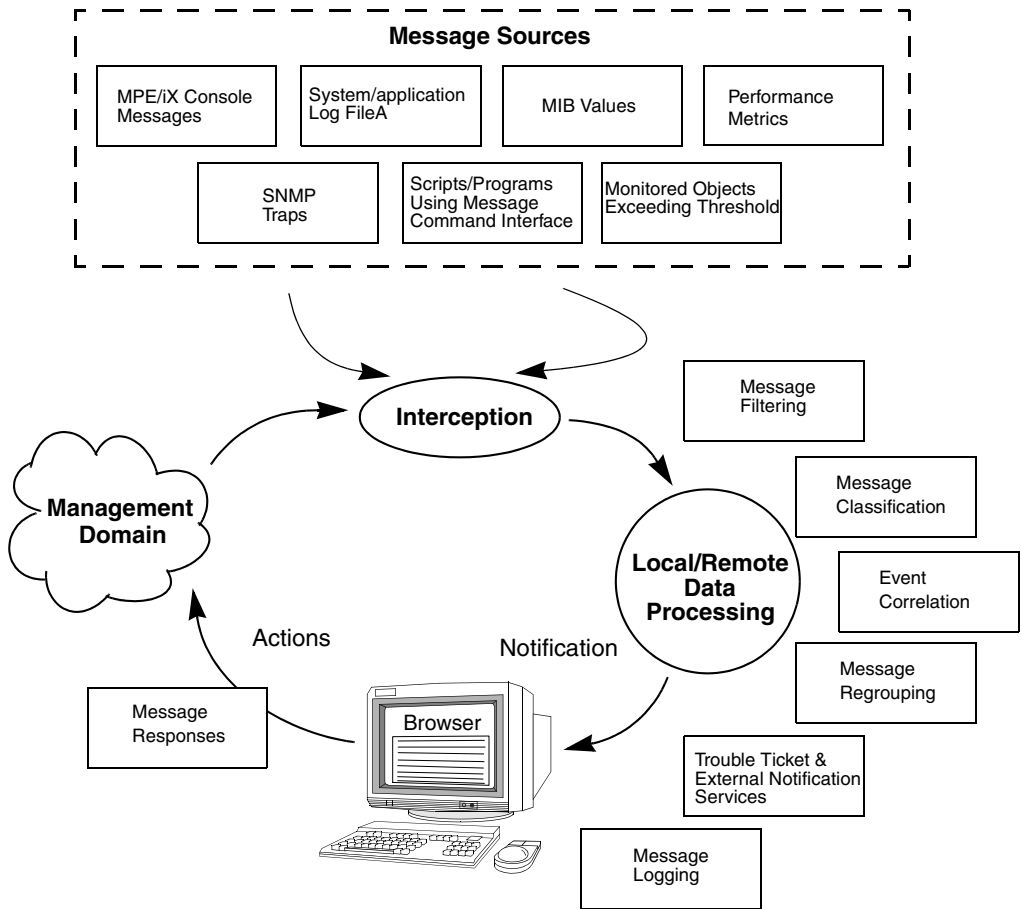 Message Sources
MPE/iX Console
Messages
System/application
Log FileA
MIB Values
Performance
Metrics
SNMP
Traps
Scripts/Programs
Using Message
Command Interface
Monitored Objects
Exceeding Threshold
Interception
Message
Filtering
Management
Domain
Message
Classification
Local/Remote
Data
Processing
Event
Correlation
Actions
Notification
Message
Regrouping
Message
Responses
Browser
Trouble Ticket &
External Notification
Services
Message
Logging